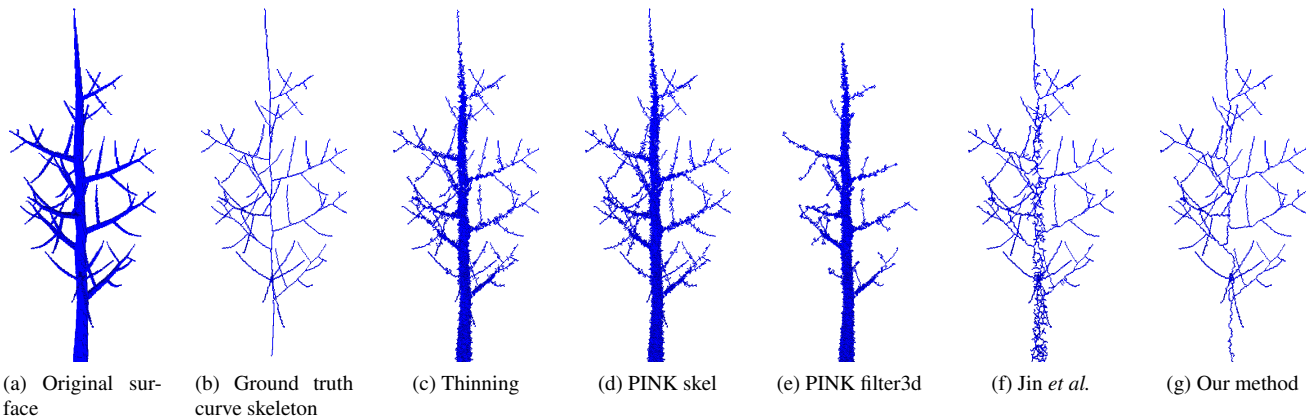 (a) Original sur-
face
(b) Ground truth
curve skeleton
(c) Thinning
(d) PINK skel
(e) PINK filter3d
(f) Jin et al.
(g) Our method